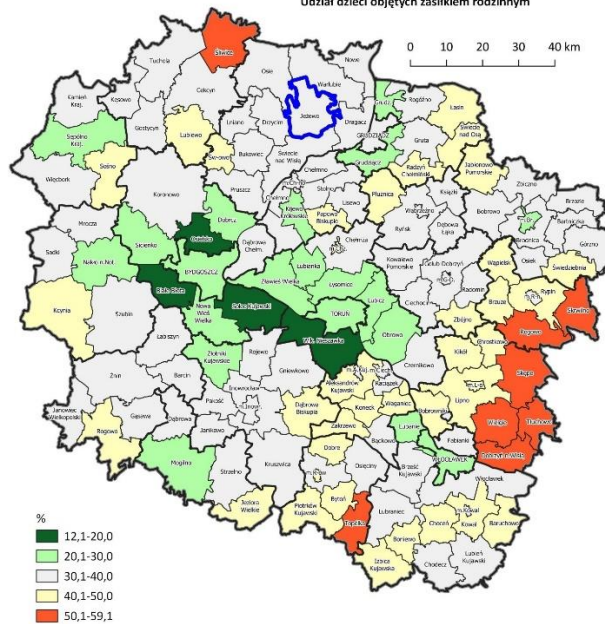 Udział dzieci objętych zasiłkiem rodzinnym
0 10 20 30 40 km
Śliwice
Tuchola
Osie
Nowe
Warlubie
Kamień Kraj.
Kęsowo
Cekcyn
Jeżewo
Rogóźno
Łasin
Gostycyn
Lubiewo
Lniano
Drzycim
Dragacz
GRUDZIĄDZ
Gruta
Świecie nad Osą
Sępólno Kraj.
Sośno
Św-owo
Bukowiec
Świecie nad Wisłą
Grudziądz
Radzyń Chełmiński
Jabłonowo Pomorskie
Więcbork
Koronowo
Pruszcz
Chełmno
Stolno
Płużnica
Książki
Zbiczno
Brzozie
Bobrowo
Bartniczka
Kijewo Królewskie
Papowo Biskupie
Lisewo
Wąbrzeźno
Dębowa Łąka
Brodnica
Górzno
Mrocza
Sicienko
Osielsko
Dobrcz
Dąbrowa Chełm.
Chełmża
Ryńsk
Kowalewo Pomorskie
Golub Dobrzyń
Osiek
Świedziebnia
Sadki
Nakło n.Not.
BYDGOSZCZ
Zławieś Wielka
Łubianka
Łysomice
Ciechocin
Radomin
Wąpielsk
Rypin
Skrwilno
Białe Błota
Solec Kujawski
TORUŃ
Lubicz
Brzuze
Rogowo
Kcynia
Szubin
Nowa Wieś Wielka
Wlk. Nieszawka
Obrowo
Zbójno
Chrostkowo
Łabiszyn
Złotniki Kujawskie
Rojewo
Gniewkowo
Czernikowo
Kikół
Skępe
Żnin
Barcin
Inowrocław
Aleksandrów Kujawski
Raciążek
Lipno
Janowiec Wielkopolski
Gąsawa
Dąbrowa
Pakość
Dąbrowa Biskupia
Koneck
Waganiec
Bobrowniki
Wielgie
Tłuchowo
Rogowo
Janikowo
Zakrzewo
Lubanie
Fabianki
Dobrzyń n. Wisłą
Mogilno
Strzelno
Kruszwica
Dobre
Bądkowo
WŁOCŁAWEK
Osięciny
Brześć Kujawski
Włocławek
Jeziora Wielkie
Piotrków Kujawski
Bytoń
Topólka
Lubraniec
Choceń
Kowal
Baruchowo
Boniewo
Izbica Kujawska
Chodecz
Lubień Kujawski
%
12,1-20,0
20,1-30,0
30,1-40,0
40,1-50,0
50,1-59,1